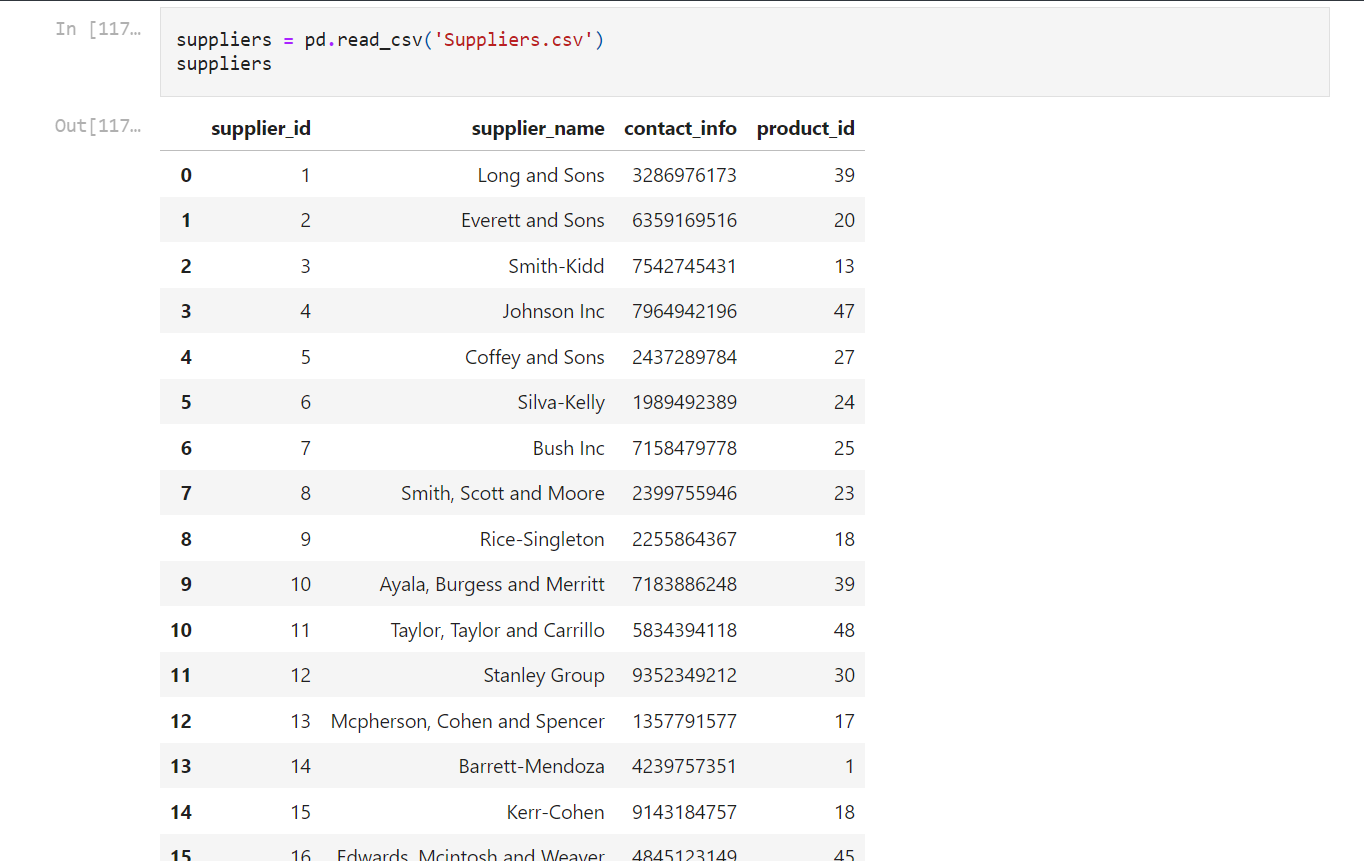 In [117…
suppliers = pd.read_csv('Suppliers.csv')
suppliers
Out[117…
supplier_id supplier_name contact_info product_id
0 1 Long and Sons 3286976173 39
1 2 Everett and Sons 6359169516 20
2 3 Smith-Kidd 7542745431 13
3 4 Johnson Inc 7964942196 47
4 5 Coffey and Sons 2437289784 27
5 6 Silva-Kelly 1989492389 24
6 7 Bush Inc 7158479778 25
7 8 Smith, Scott and Moore 2399755946 23
8 9 Rice-Singleton 2255864367 18
9 10 Ayala, Burgess and Merritt 7183886248 39
10 11 Taylor, Taylor and Carrillo 5834394118 48
11 12 Stanley Group 9352349212 30
12 13 Mcpherson, Cohen and Spencer 1357791577 17
13 14 Barrett-Mendoza 4239757351 1
14 15 Kerr-Cohen 9143184757 18
15 16 Edwards, Mcintosh and Weaver 4845123149 45